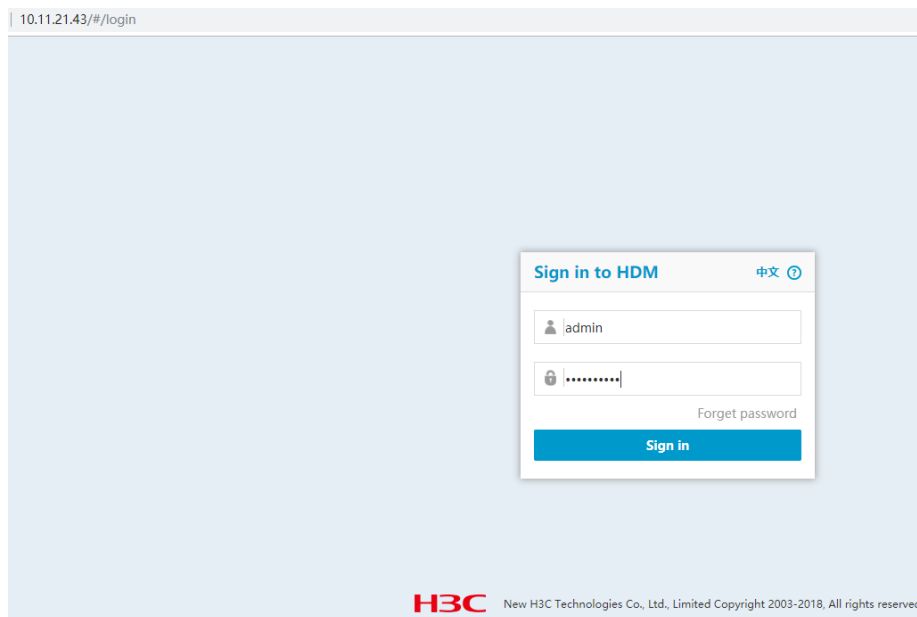 10.11.21.43/#/login
Sign in to HDM 中文 ?
admin
••••••••••
Forget password
Sign in
H3C New H3C Technologies Co., Ltd., Limited Copyright 2003-2018, All rights reserved